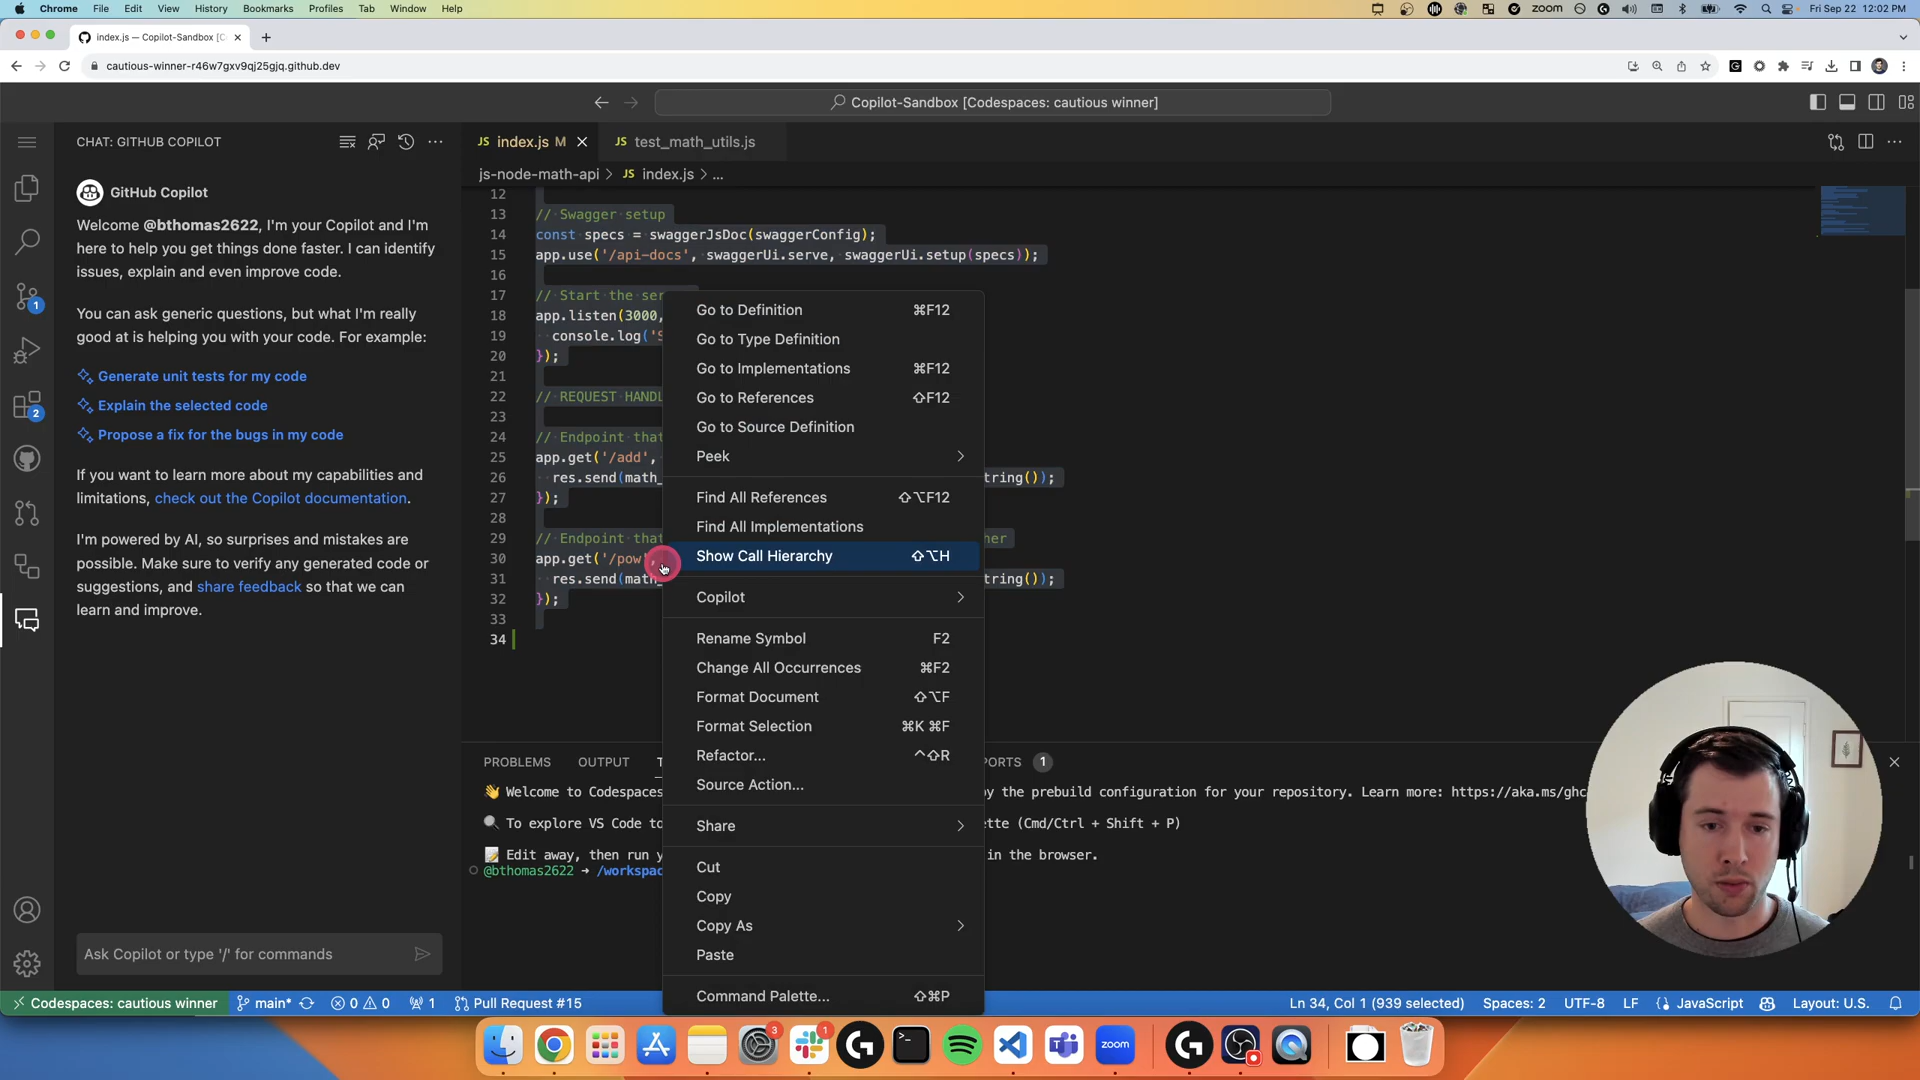 Chrome File Edit View History Bookmarks Profiles Tab Window Help
zoom Fri Sep 22 12:02 PM
index.js — Copilot-Sandbox [C
cautious-winner-r46w7gxv9qj25gjq.github.dev
Copilot-Sandbox [Codespaces: cautious winner]
CHAT: GITHUB COPILOT
GitHub Copilot
Welcome @bthomas2622, I'm your Copilot and I'm
here to help you get things done faster. I can identify
issues, explain and even improve code.
You can ask generic questions, but what I'm really
good at is helping you with your code. For example:
Generate unit tests for my code
Explain the selected code
Propose a fix for the bugs in my code
If you want to learn more about my capabilities and
limitations, check out the Copilot documentation.
I'm powered by AI, so surprises and mistakes are
possible. Make sure to verify any generated code or
suggestions, and share feedback so that we can
learn and improve.
Ask Copilot or type '/' for commands
1
2
JS index.js M
JS test_math_utils.js
js-node-math-api > JS index.js > ...
12
13 // Swagger setup
14 const specs = swaggerJsDoc(swaggerConfig);
15 app.use('/api-docs', swaggerUi.serve, swaggerUi.setup(specs));
16
17 // Start the ser
18 app.listen(3000,
19 console.log('S
20 });
21
22 // REQUEST HANDL
23
24 // Endpoint that
25 app.get('/add',
26 res.send(math_ tring());
27 });
28
29 // Endpoint that her
30 app.get('/pow',
31 res.send(math_ tring());
32 });
33
34
Go to Definition ⌘F12
Go to Type Definition
Go to Implementations ⌘F12
Go to References ⇧F12
Go to Source Definition
Peek
Find All References ⇧⌥F12
Find All Implementations
Show Call Hierarchy ⇧⌥H
Copilot
Rename Symbol F2
Change All Occurrences ⌘F2
Format Document ⇧⌥F
Format Selection ⌘K ⌘F
Refactor... ^⇧R
Source Action...
Share
Cut
Copy
Copy As
Paste
Command Palette... ⇧⌘P
PROBLEMS OUTPUT T PORTS 1
👋 Welcome to Codespaces y the prebuild configuration for your repository. Learn more: https://aka.ms/ghc
🔍 To explore VS Code to ette (Cmd/Ctrl + Shift + P)
📝 Edit away, then run y in the browser.
@bthomas2622 → /workspac
Codespaces: cautious winner main* 0 0 1 Pull Request #15
Ln 34, Col 1 (939 selected) Spaces: 2 UTF-8 LF JavaScript Layout: U.S.
3
1
zoom